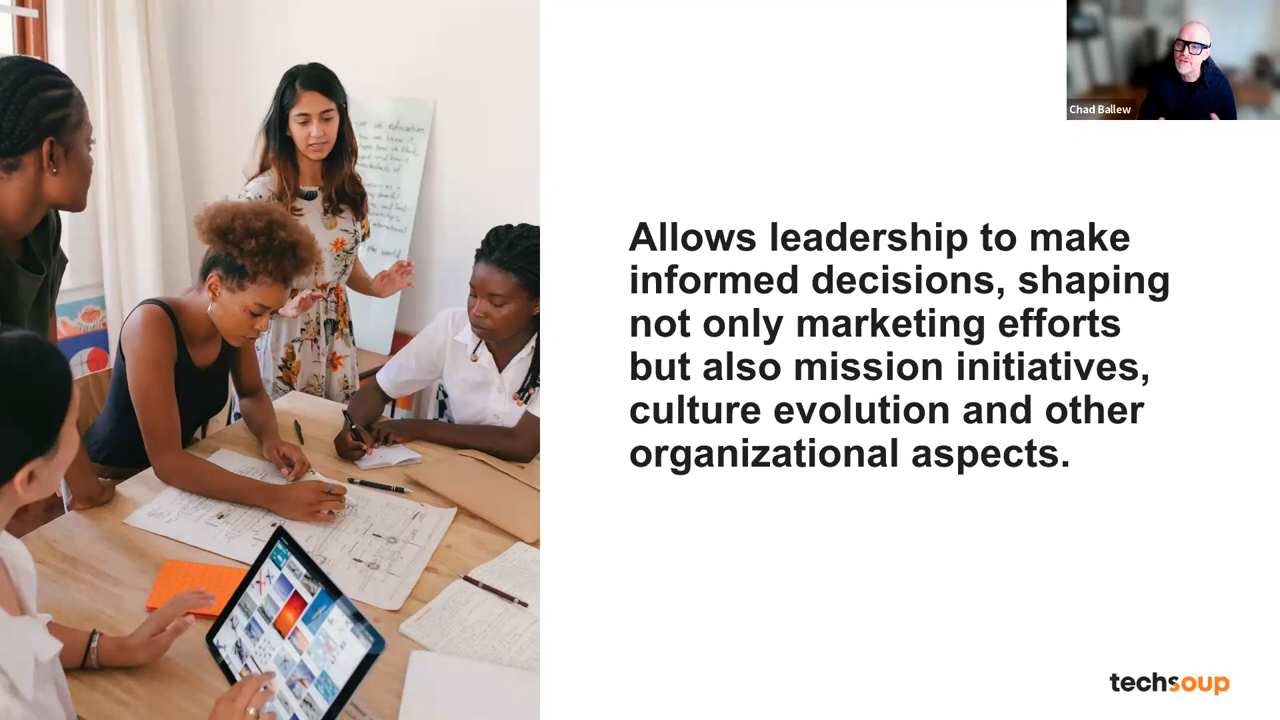 Chad Ballew
Allows leadership to make
informed decisions, shaping
not only marketing efforts
but also mission initiatives,
culture evolution and other
organizational aspects.
techsoup